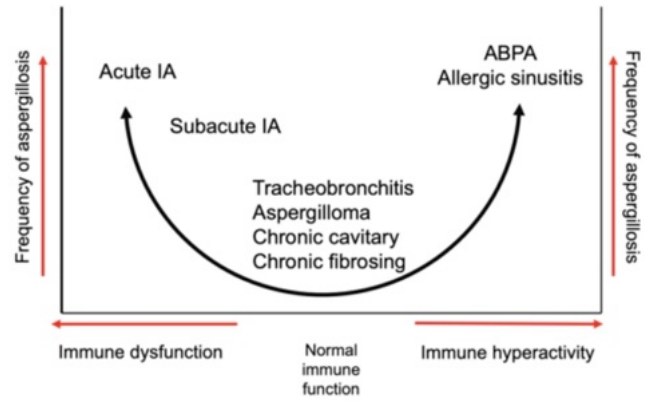 Frequency of aspergillosis
Acute IA
Subacute IA
Tracheobronchitis
Aspergilloma
Chronic cavitary
Chronic fibrosing
ABPA
Allergic sinusitis
Frequency of aspergillosis
Immune dysfunction
Normal
immune
function
Immune hyperactivity